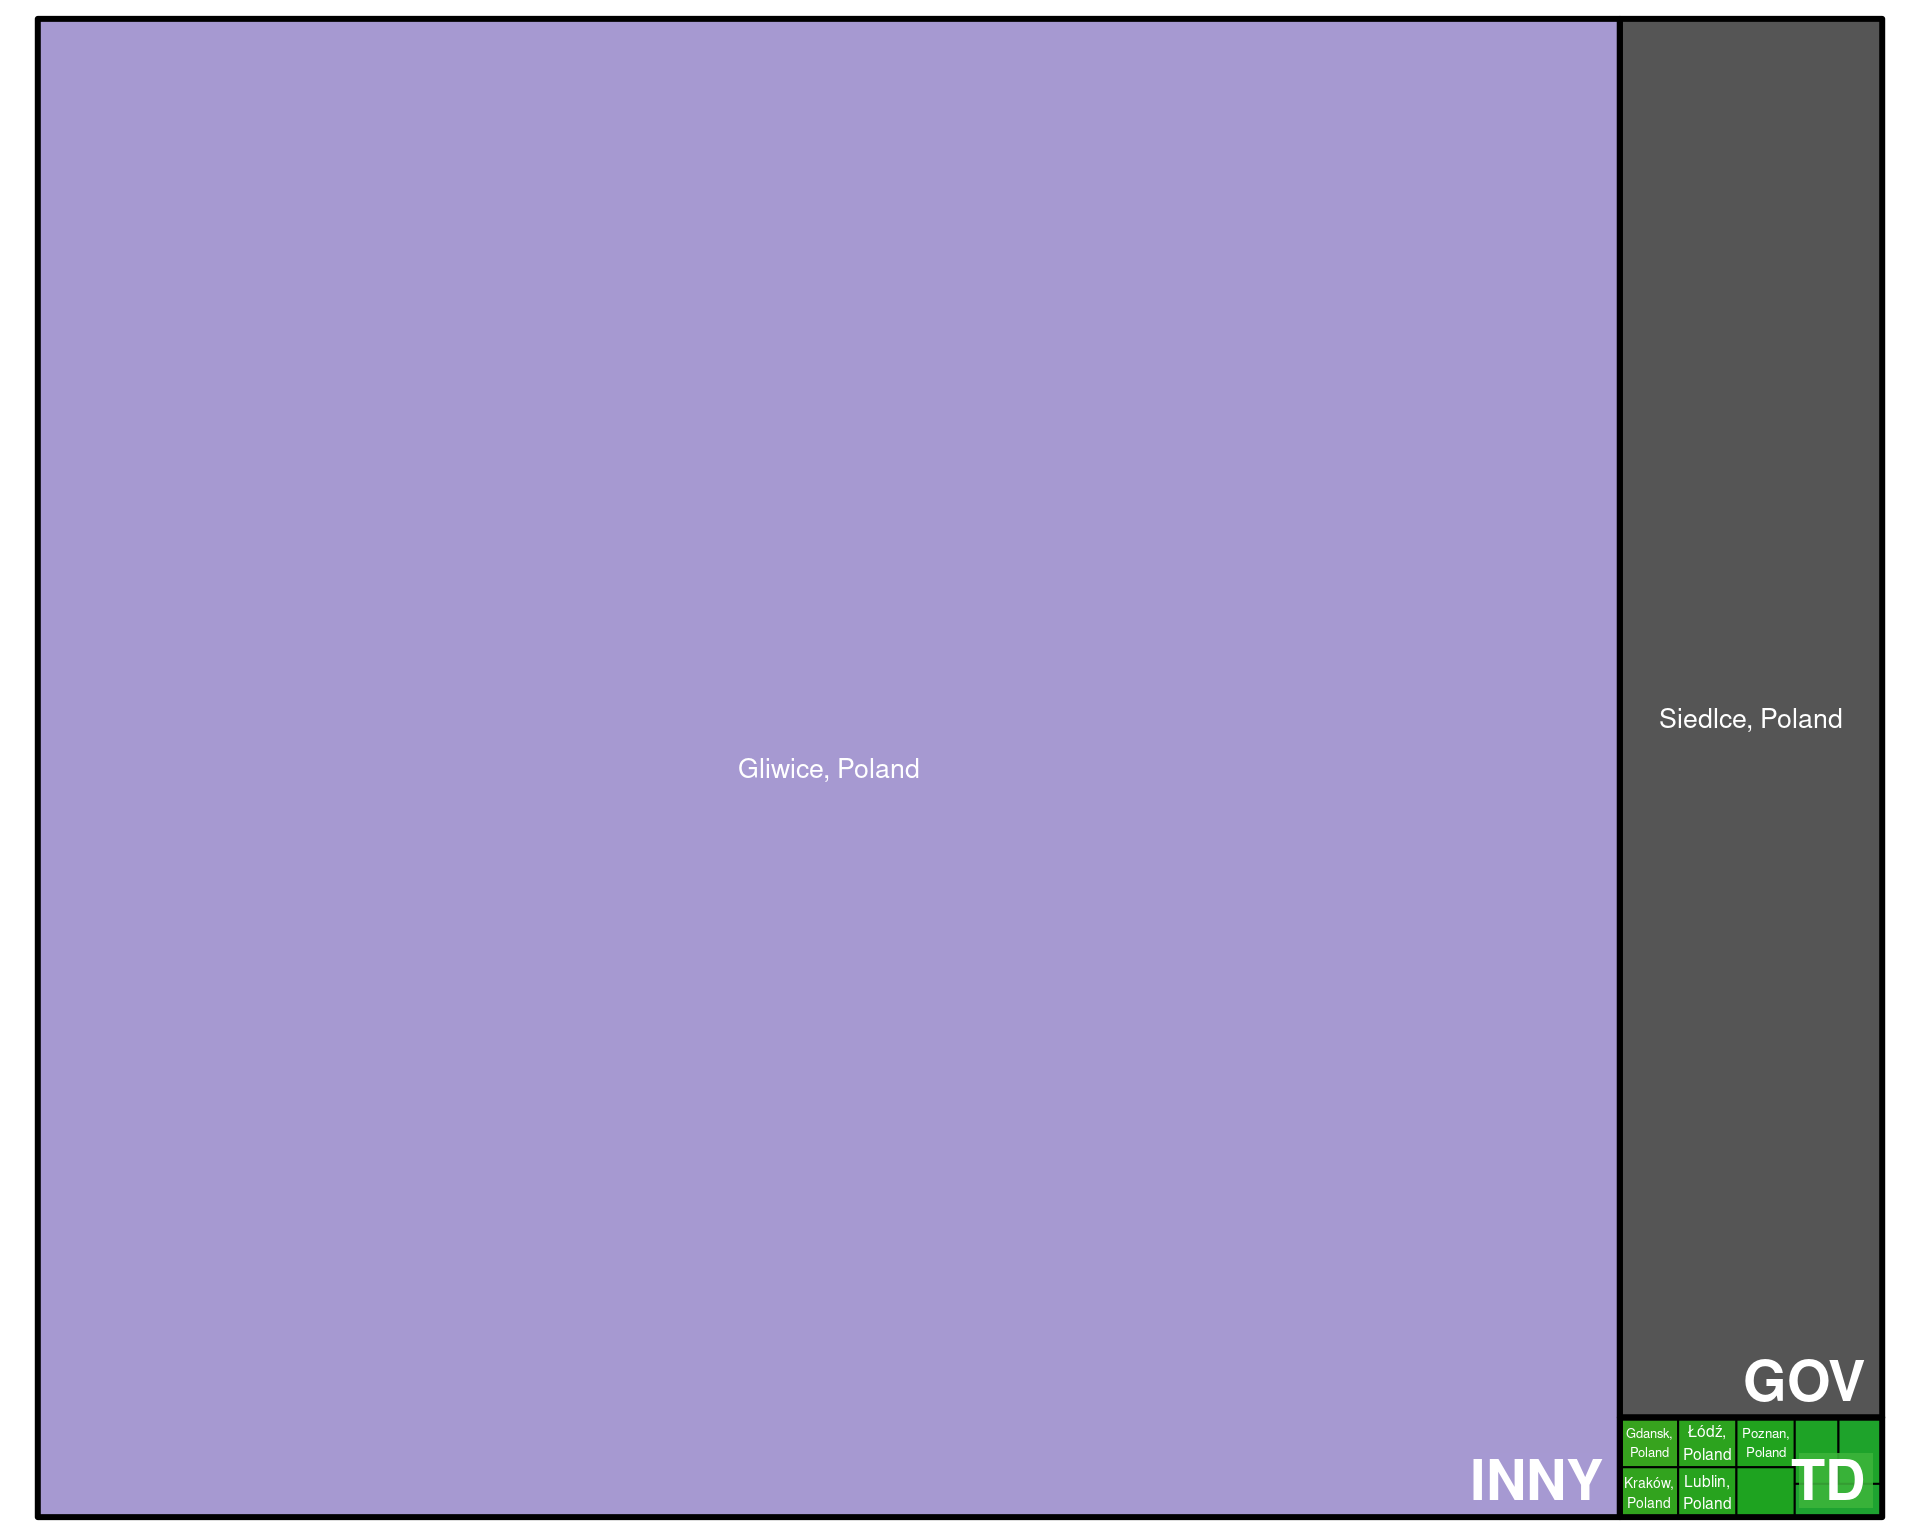 Gliwice, Poland
INNY
Siedlce, Poland
GOV
Gdansk,
Poland
Łódź,
Poland
Poznan,
Poland
Kraków,
Poland
Lublin,
Poland
TD